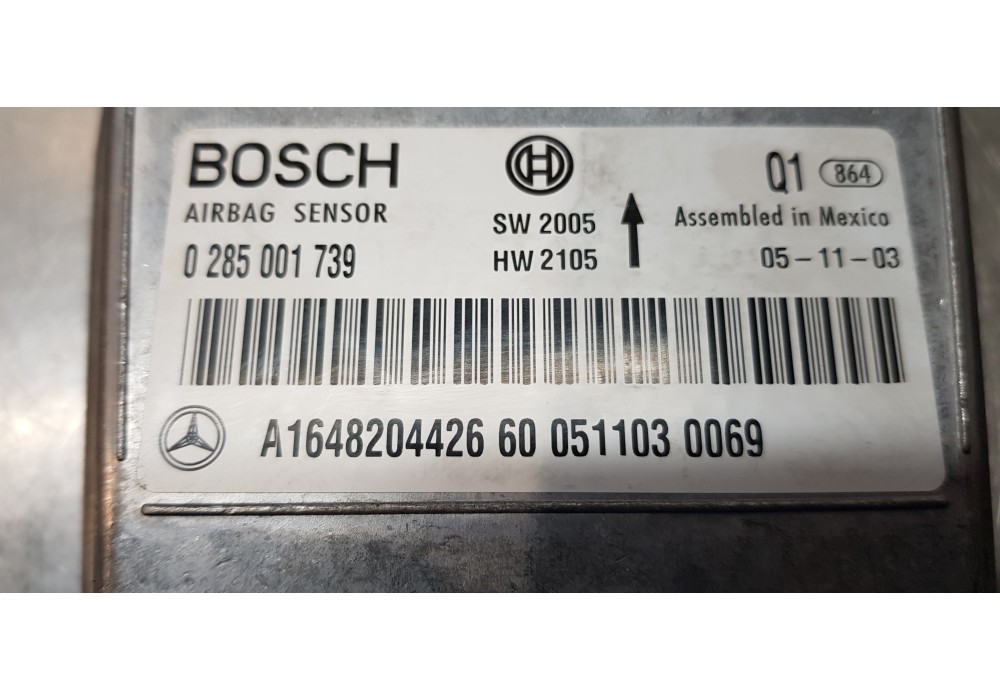 BOSCH
Q1 864
AIRBAG SENSOR
SW 2005
Assembled in Mexico
0 285 001 739
HW 2105
05-11-03
A1648204426 60 051103 0069